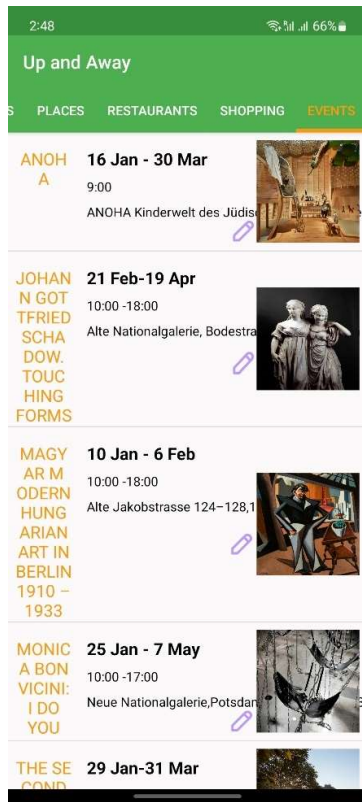 2:48 66%
Up and Away
S PLACES RESTAURANTS SHOPPING EVENTS
ANOH
A
16 Jan - 30 Mar
9:00
ANOHA Kinderwelt des Jüdis
JOHAN
N GOT
TFRIED
SCHA
DOW.
TOUC
HING
FORMS
21 Feb-19 Apr
10:00 -18:00
Alte Nationalgalerie, Bodestra
MAGY
AR M
ODERN
HUNG
ARIAN
ART IN
BERLIN
1910 –
1933
10 Jan - 6 Feb
10:00 -18:00
Alte Jakobstrasse 124–128,1
MONIC
A BON
VICINI:
I DO
YOU
25 Jan - 7 May
10:00 -17:00
Neue Nationalgalerie,Potsdam
THE SE
COND
29 Jan-31 Mar